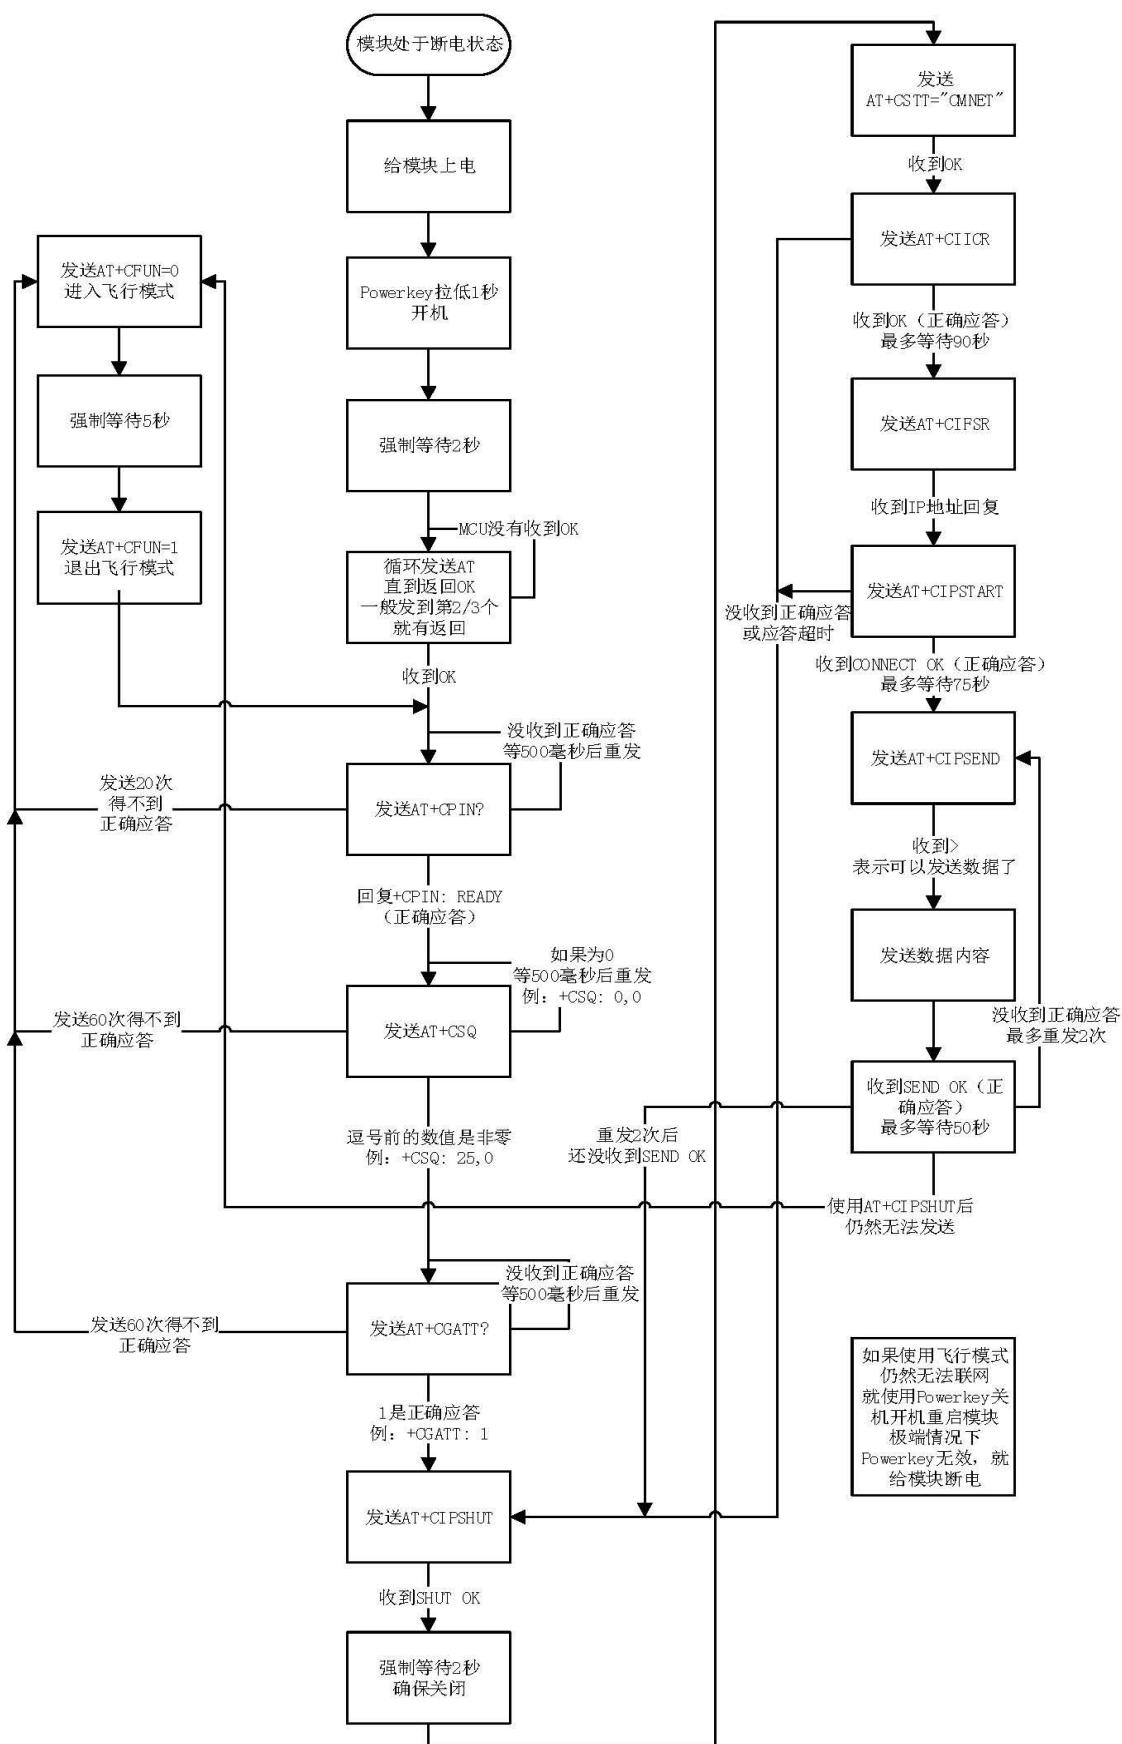 模块处于断电状态
给模块上电
Powerkey拉低1秒
开机
强制等待2秒
MCU没有收到OK
循环发送AT
直到返回OK
一般发到第2/3个
就有返回
收到OK
发送AT+CFUN=0
进入飞行模式
强制等待5秒
发送AT+CFUN=1
退出飞行模式
没收到正确应答
等500毫秒后重发
发送AT+CPIN?
发送20次
得不到
正确应答
回复+CPIN: READY
（正确应答）
如果为0
等500毫秒后重发
例：+CSQ: 0,0
发送AT+CSQ
发送60次得不到
正确应答
逗号前的数值是非零
例：+CSQ: 25,0
没收到正确应答
等500毫秒后重发
发送AT+CGATT?
发送60次得不到
正确应答
1是正确应答
例：+CGATT: 1
发送AT+CIPSHUT
收到SHUT OK
强制等待2秒
确保关闭
发送
AT+CSTT="CMNET"
收到OK
发送AT+CIICR
收到OK（正确应答）
最多等待90秒
发送AT+CIFSR
收到IP地址回复
发送AT+CIPSTART
没收到正确应答
或应答超时
收到CONNECT OK（正确应答）
最多等待75秒
发送AT+CIPSEND
收到>
表示可以发送数据了
发送数据内容
没收到正确应答
最多重发2次
收到SEND OK（正
确应答）
最多等待50秒
重发2次后
还没收到SEND OK
使用AT+CIPSHUT后
仍然无法发送
如果使用飞行模式
仍然无法联网
就使用Powerkey关
机开机重启模块
极端情况下
Powerkey无效，就
给模块断电